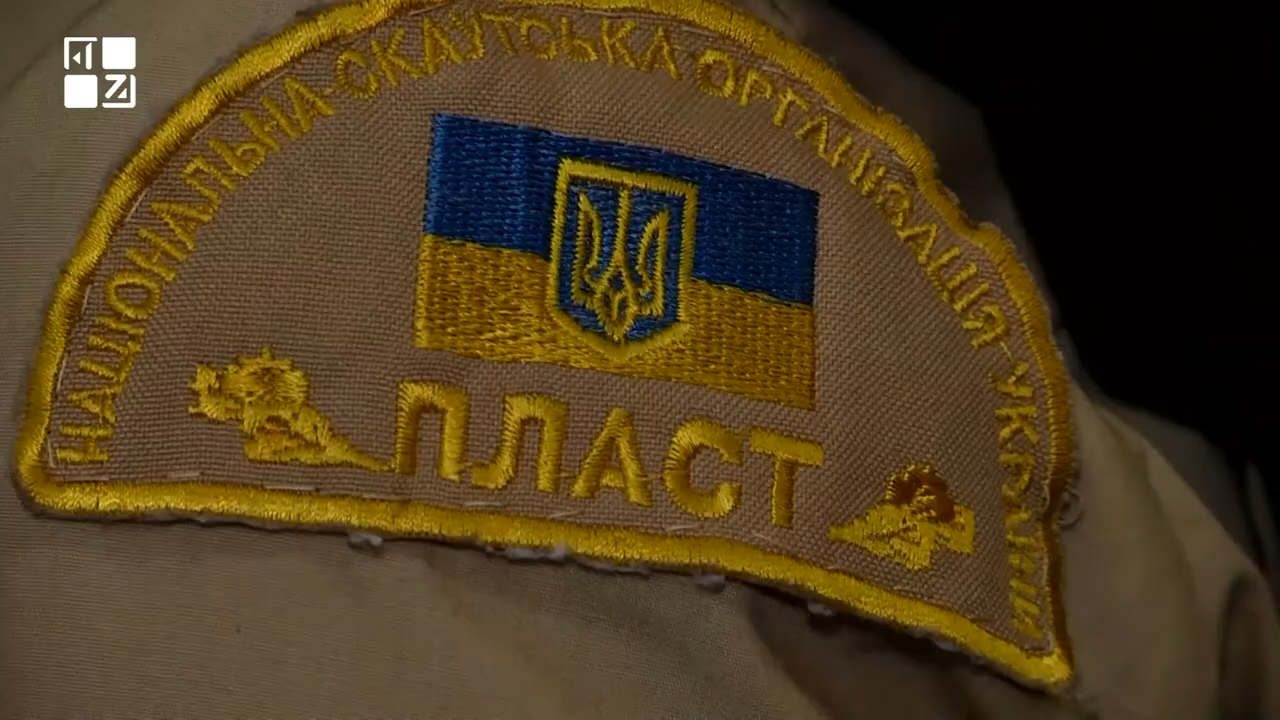 НАЦІОНАЛЬНА СКАУТСЬКА ОРГАНІЗАЦІЯ УКРАЇНИ
ПЛАСТ